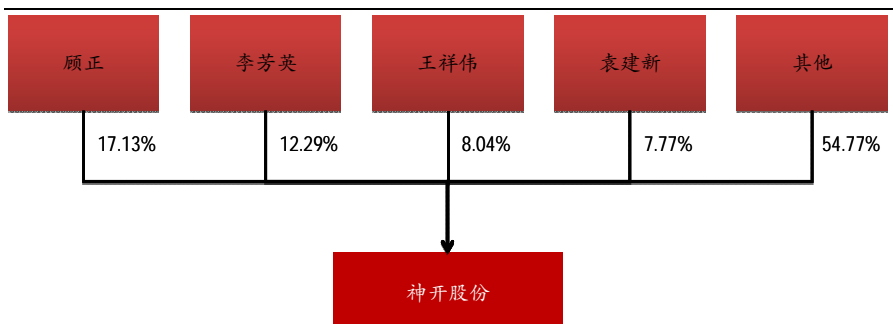 顾正
李芳英
王祥伟
袁建新
其他
17.13%
12.29%
8.04%
7.77%
54.77%
神开股份